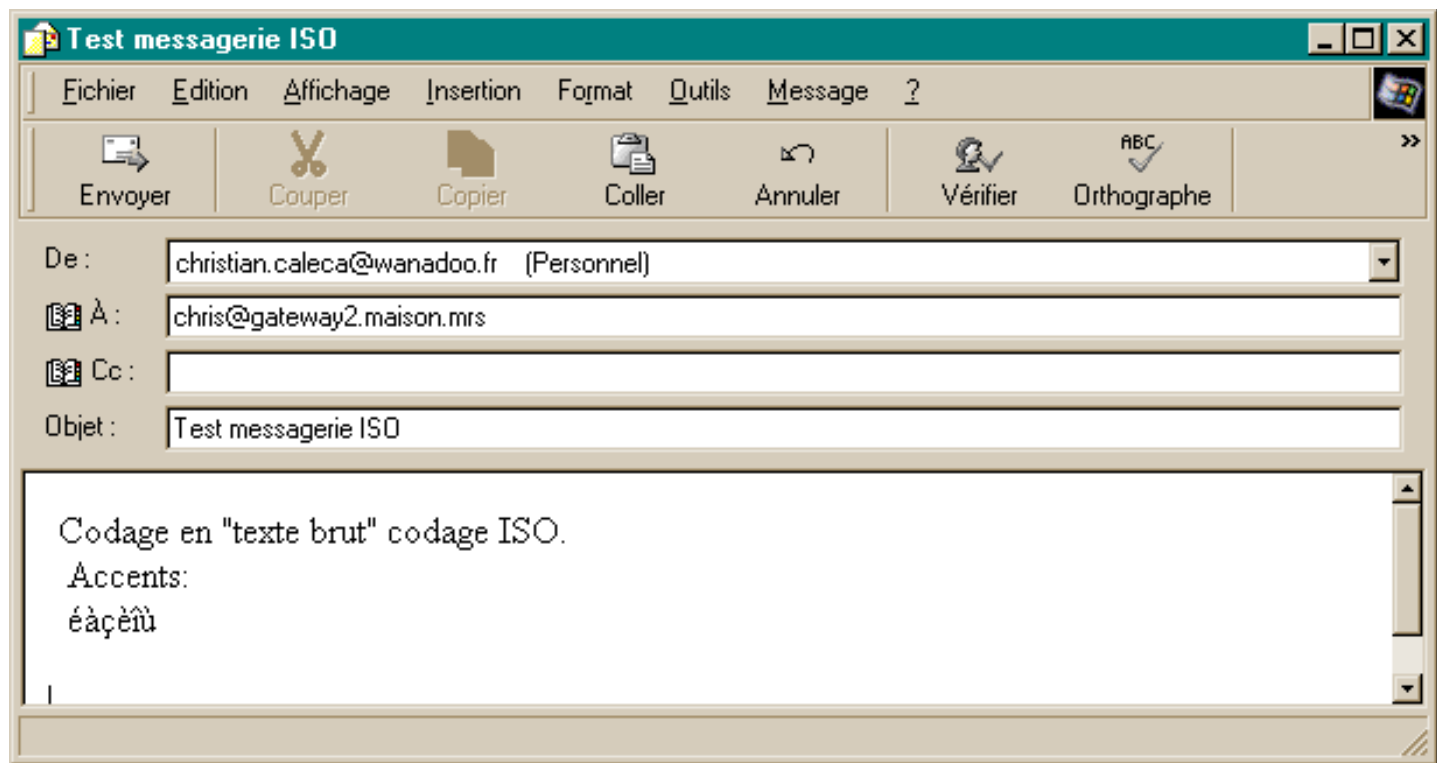 Test messagerie ISO
Fichier Edition Affichage Insertion Format Outils Message ?
ABC
»
Envoyer Couper Copier Coller Annuler Vérifier Orthographe
De : christian.caleca@wanadoo.fr (Personnel)
À : chris@gateway2.maison.mrs
Cc :
Objet : Test messagerie ISO
Codage en "texte brut" codage ISO.
Accents:
éàçèîù